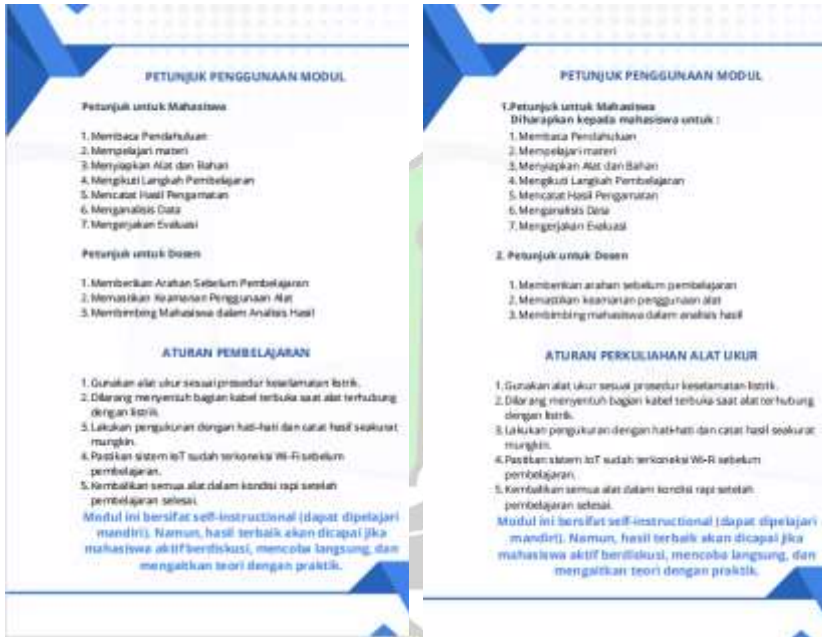 PETUNJUK PENGGUNAAN MODUL
Petunjuk untuk Mahasiswa
1. Membaca Pendahuluan
2. Mempelajari materi
3. Menyiapkan Alat dan Bahan
4. Mengikuti Langkah Pembelajaran
5. Mencatat Hasil Pengamatan
6. Menganalisis Data
7. Mengerjakan Evaluasi
Petunjuk untuk Dosen
1. Memberikan Arahan Sebelum Pembelajaran
2. Memastikan Keamanan Penggunaan Alat
3. Membimbing Mahasiswa dalam Analisis Hasil
ATURAN PEMBELAJARAN
1. Gunakan alat ukur sesuai prosedur keselamatan listrik.
2. Dilarang menyentuh bagian kabel terbuka saat alat terhubung
dengan listrik.
3. Lakukan pengukuran dengan hati-hati dan catat hasil seakurat
mungkin.
4. Pastikan sistem IoT sudah terkoneksi Wi-Fi sebelum
pembelajaran.
5. Kembalikan semua alat dalam kondisi rapi setelah
pembelajaran selesai.
Modul ini bersifat self-instructional (dapat dipelajari
mandiri). Namun, hasil terbaik akan dicapai jika
mahasiswa aktif berdiskusi, mencoba langsung, dan
mengaitkan teori dengan praktik.
PETUNJUK PENGGUNAAN MODUL
1.Petunjuk untuk Mahasiswa
Diharapkan kepada mahasiswa untuk :
1. Membaca Pendahuluan
2. Mempelajari materi
3. Menyiapkan Alat dan Bahan
4. Mengikuti Langkah Pembelajaran
5. Mencatat Hasil Pengamatan
6. Menganalisis Data
7. Mengerjakan Evaluasi
2. Petunjuk untuk Dosen
1. Memberikan arahan sebelum pembelajaran
2. Memastikan keamanan penggunaan alat
3. Membimbing mahasiswa dalam analisis hasil
ATURAN PERKULIAHAN ALAT UKUR
1. Gunakan alat ukur sesuai prosedur keselamatan listrik.
2. Dilarang menyentuh bagian kabel terbuka saat alat terhubung
dengan listrik.
3. Lakukan pengukuran dengan hati-hati dan catat hasil seakurat
mungkin.
4. Pastikan sistem IoT sudah terkoneksi Wi-Fi sebelum
pembelajaran.
5. Kembalikan semua alat dalam kondisi rapi setelah
pembelajaran selesai.
Modul ini bersifat self-instructional (dapat dipelajari
mandiri). Namun, hasil terbaik akan dicapai jika
mahasiswa aktif berdiskusi, mencoba langsung, dan
mengaitkan teori dengan praktik.